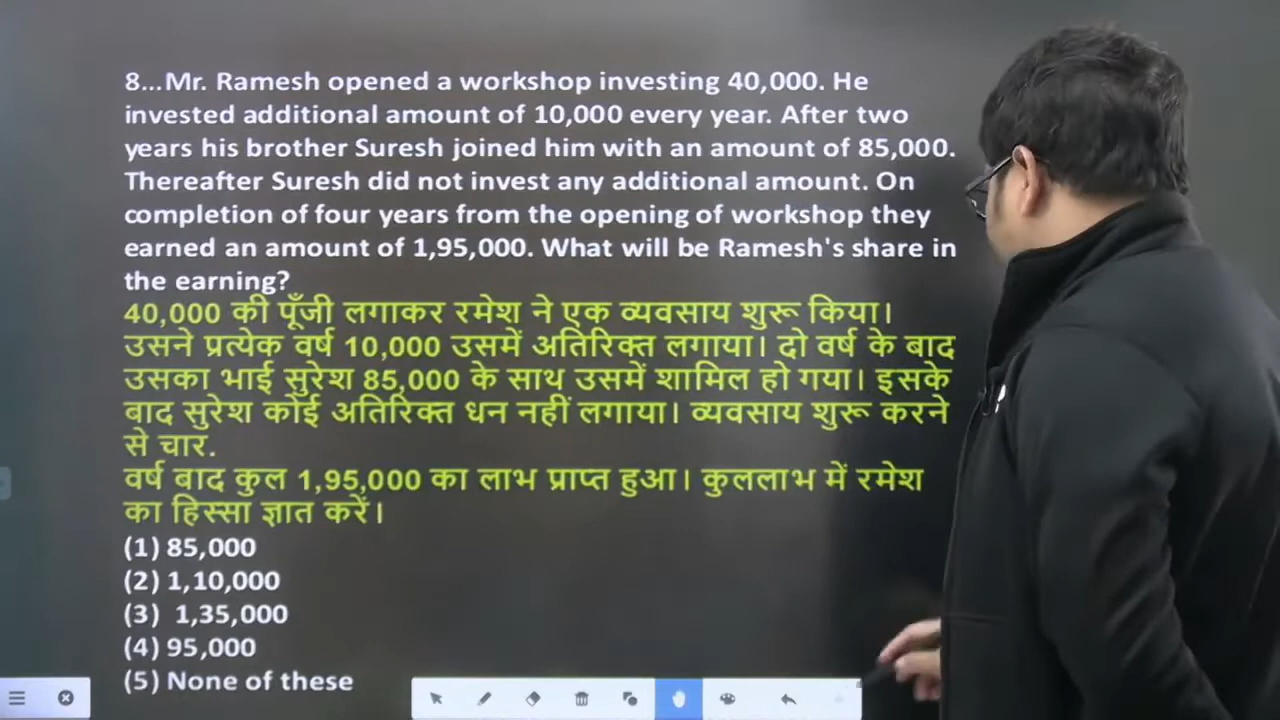 8...Mr. Ramesh opened a workshop investing 40,000. He
invested additional amount of 10,000 every year. After two
years his brother Suresh joined him with an amount of 85,000.
Thereafter Suresh did not invest any additional amount. On
completion of four years from the opening of workshop they
earned an amount of 1,95,000. What will be Ramesh's share in
the earning?
40,000 की पूँजी लगाकर रमेश ने एक व्यवसाय शुरू किया।
उसने प्रत्येक वर्ष 10,000 उसमें अतिरिक्त लगाया। दो वर्ष के बाद
उसका भाई सुरेश 85,000 के साथ उसमें शामिल हो गया। इसके
बाद सुरेश कोई अतिरिक्त धन नहीं लगाया। व्यवसाय शुरू करने
से चार.
वर्ष बाद कुल 1,95,000 का लाभ प्राप्त हुआ। कुललाभ में रमेश
का हिस्सा ज्ञात करें।
(1) 85,000
(2) 1,10,000
(3) 1,35,000
(4) 95,000
(5) None of these